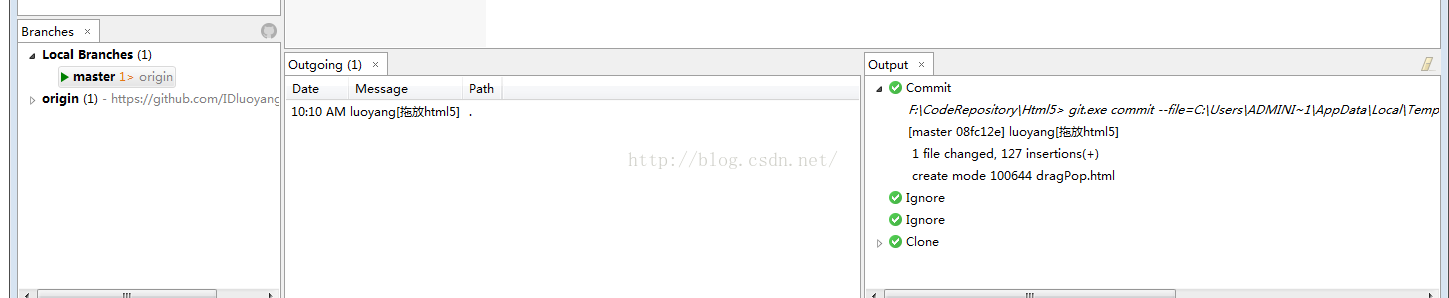 Branches
Local Branches (1)
master 1> origin
origin (1) - https://github.com/IDluoyang
Outgoing (1)
Date Message Path
10:10 AM luoyang[拖放html5] .
http://blog.csdn.net/
Output
Commit
F:\CodeRepository\Html5> git.exe commit --file=C:\Users\ADMINI~1\AppData\Local\Temp
[master 08fc12e] luoyang[拖放html5]
1 file changed, 127 insertions(+)
create mode 100644 dragPop.html
Ignore
Ignore
Clone